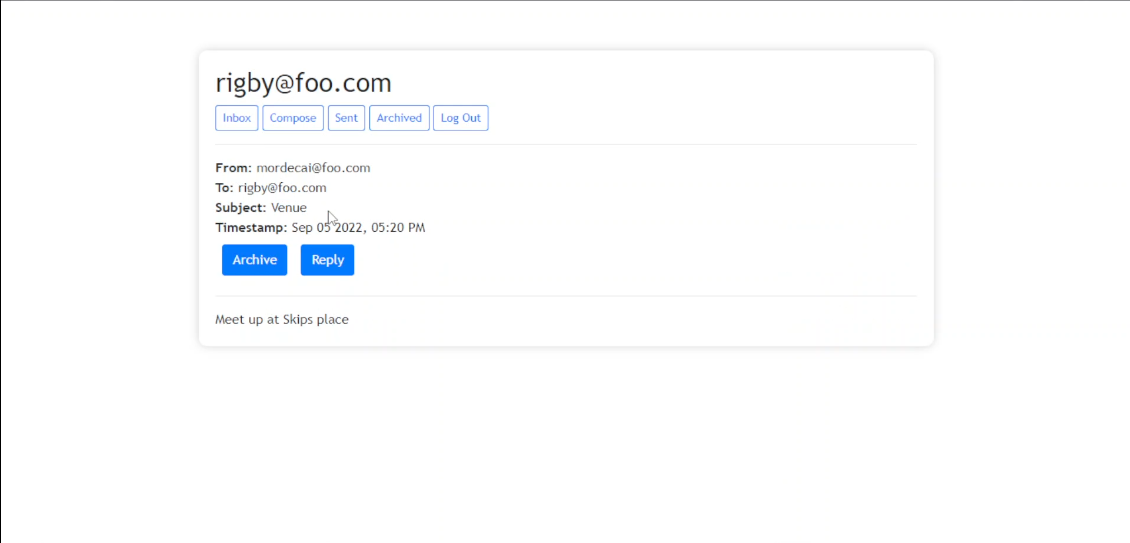 rigby@foo.com
Inbox Compose Sent Archived Log Out
From: mordecai@foo.com
To: rigby@foo.com
Subject: Venue
Timestamp: Sep 05 2022, 05:20 PM
Archive Reply
Meet up at Skips place